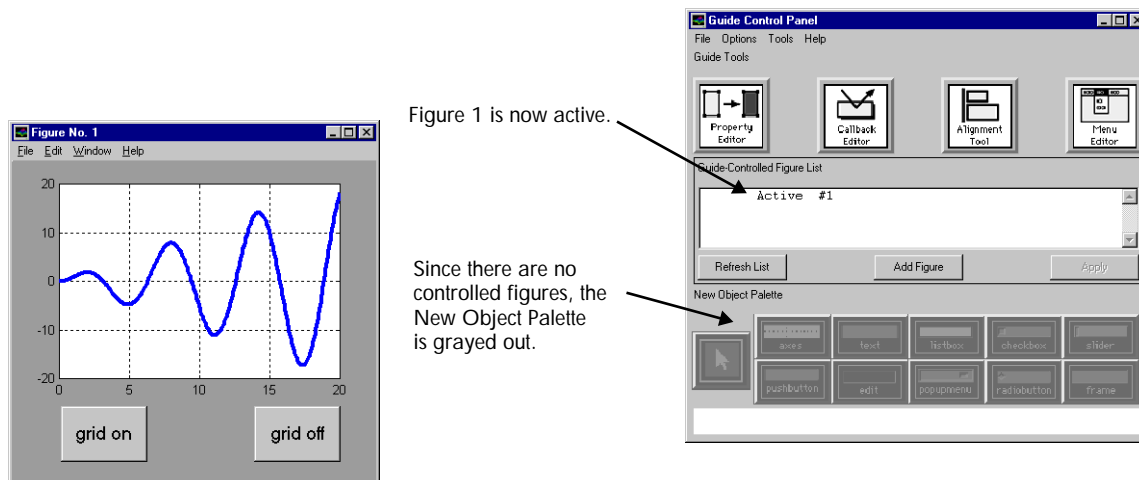 Figure No. 1
File Edit Window Help
20
10
0
-10
-20
0 5 10 15 20
grid on grid off
Figure 1 is now active.
Since there are no
controlled figures, the
New Object Palette
is grayed out.
Guide Control Panel
File Options Tools Help
Guide Tools
Property
Editor
Callback
Editor
Alignment
Tool
Menu
Editor
Guide-Controlled Figure List
Active #1
Refresh List Add Figure Apply
New Object Palette
axes text listbox checkbox slider
pushbutton edit popupmenu radiobutton frame